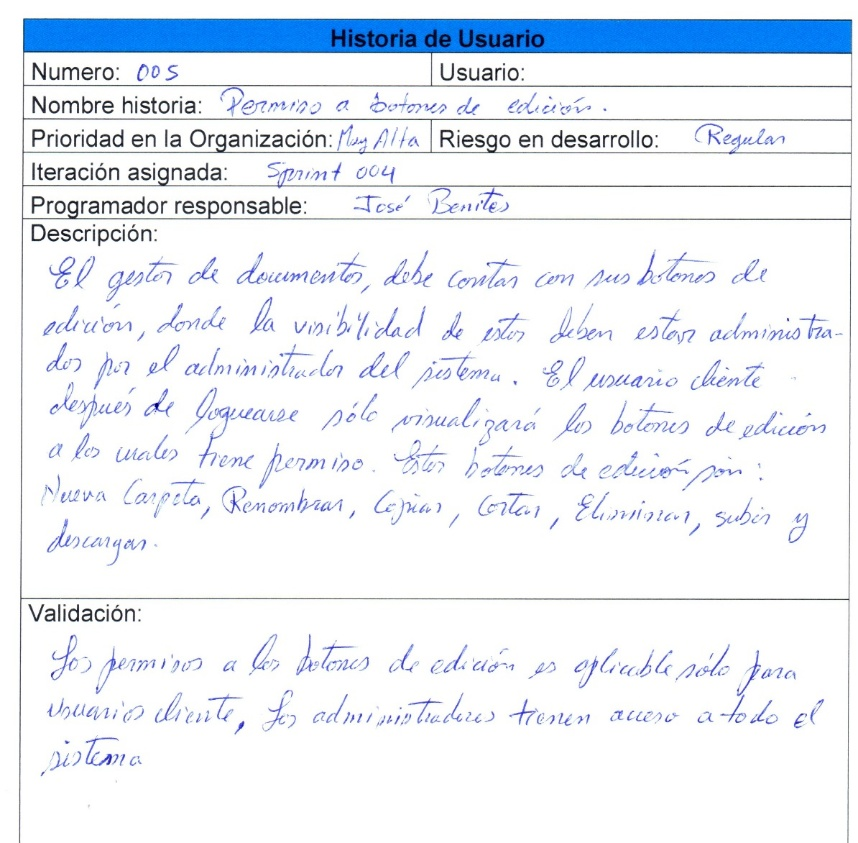 Historia de Usuario
Numero: 005 Usuario:
Nombre historia: Permiso a botones de edición.
Prioridad en la Organización: Muy Alta Riesgo en desarrollo: Regular
Iteración asignada: Sprint 004
Programador responsable: José Benites
Descripción:
El gestor de documentos, debe contar con sus botones de
edición, donde la visibilidad de estos deben estar administra-
dos por el administrador del sistema. El usuario cliente
después de loguearse sólo visualizará los botones de edición
a los cuales tiene permiso. Estos botones de edición son:
Nueva Carpeta, Renombrar, Copiar, Cortar, Eliminar, subir y
descargar.
Validación:
Los permisos a los botones de edición es aplicable sólo para
usuarios cliente, Los administradores tienen acceso a todo el
sistema